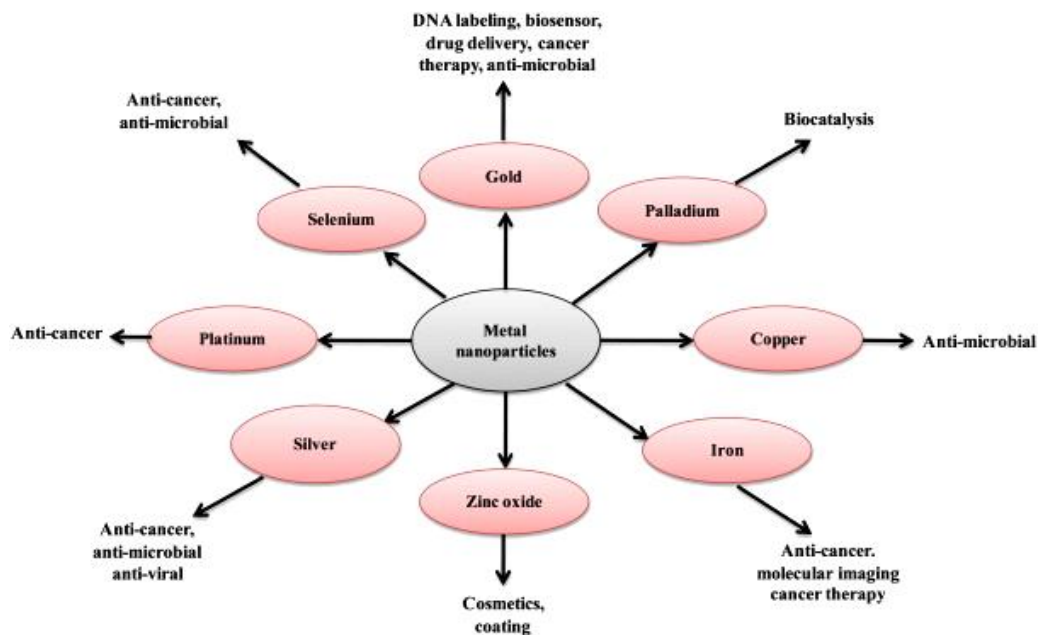 DNA labeling, biosensor,
drug delivery, cancer
therapy, anti-microbial
Anti-cancer,
anti-microbial
Biocatalysis
Gold
Palladium
Selenium
Anti-cancer
Platinum
Metal
nanoparticles
Copper
Anti-microbial
Silver
Iron
Zinc oxide
Anti-cancer,
anti-microbial
anti-viral
Anti-cancer.
molecular imaging
cancer therapy
Cosmetics,
coating